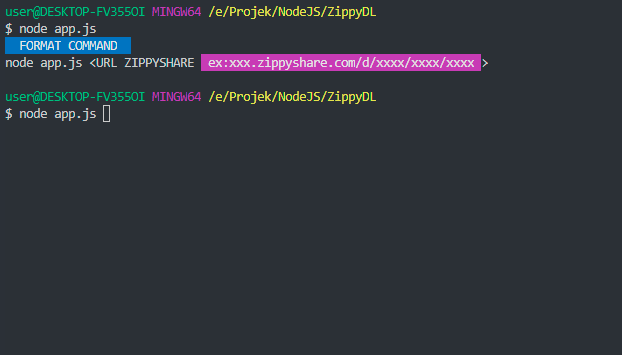 user@DESKTOP-FV355OI MINGW64 /e/Projek/NodeJS/ZippyDL
$ node app.js
FORMAT COMMAND
node app.js <URL ZIPPYSHARE ex:xxx.zippyshare.com/d/xxxx/xxxx/xxxx >
user@DESKTOP-FV355OI MINGW64 /e/Projek/NodeJS/ZippyDL
$ node app.js